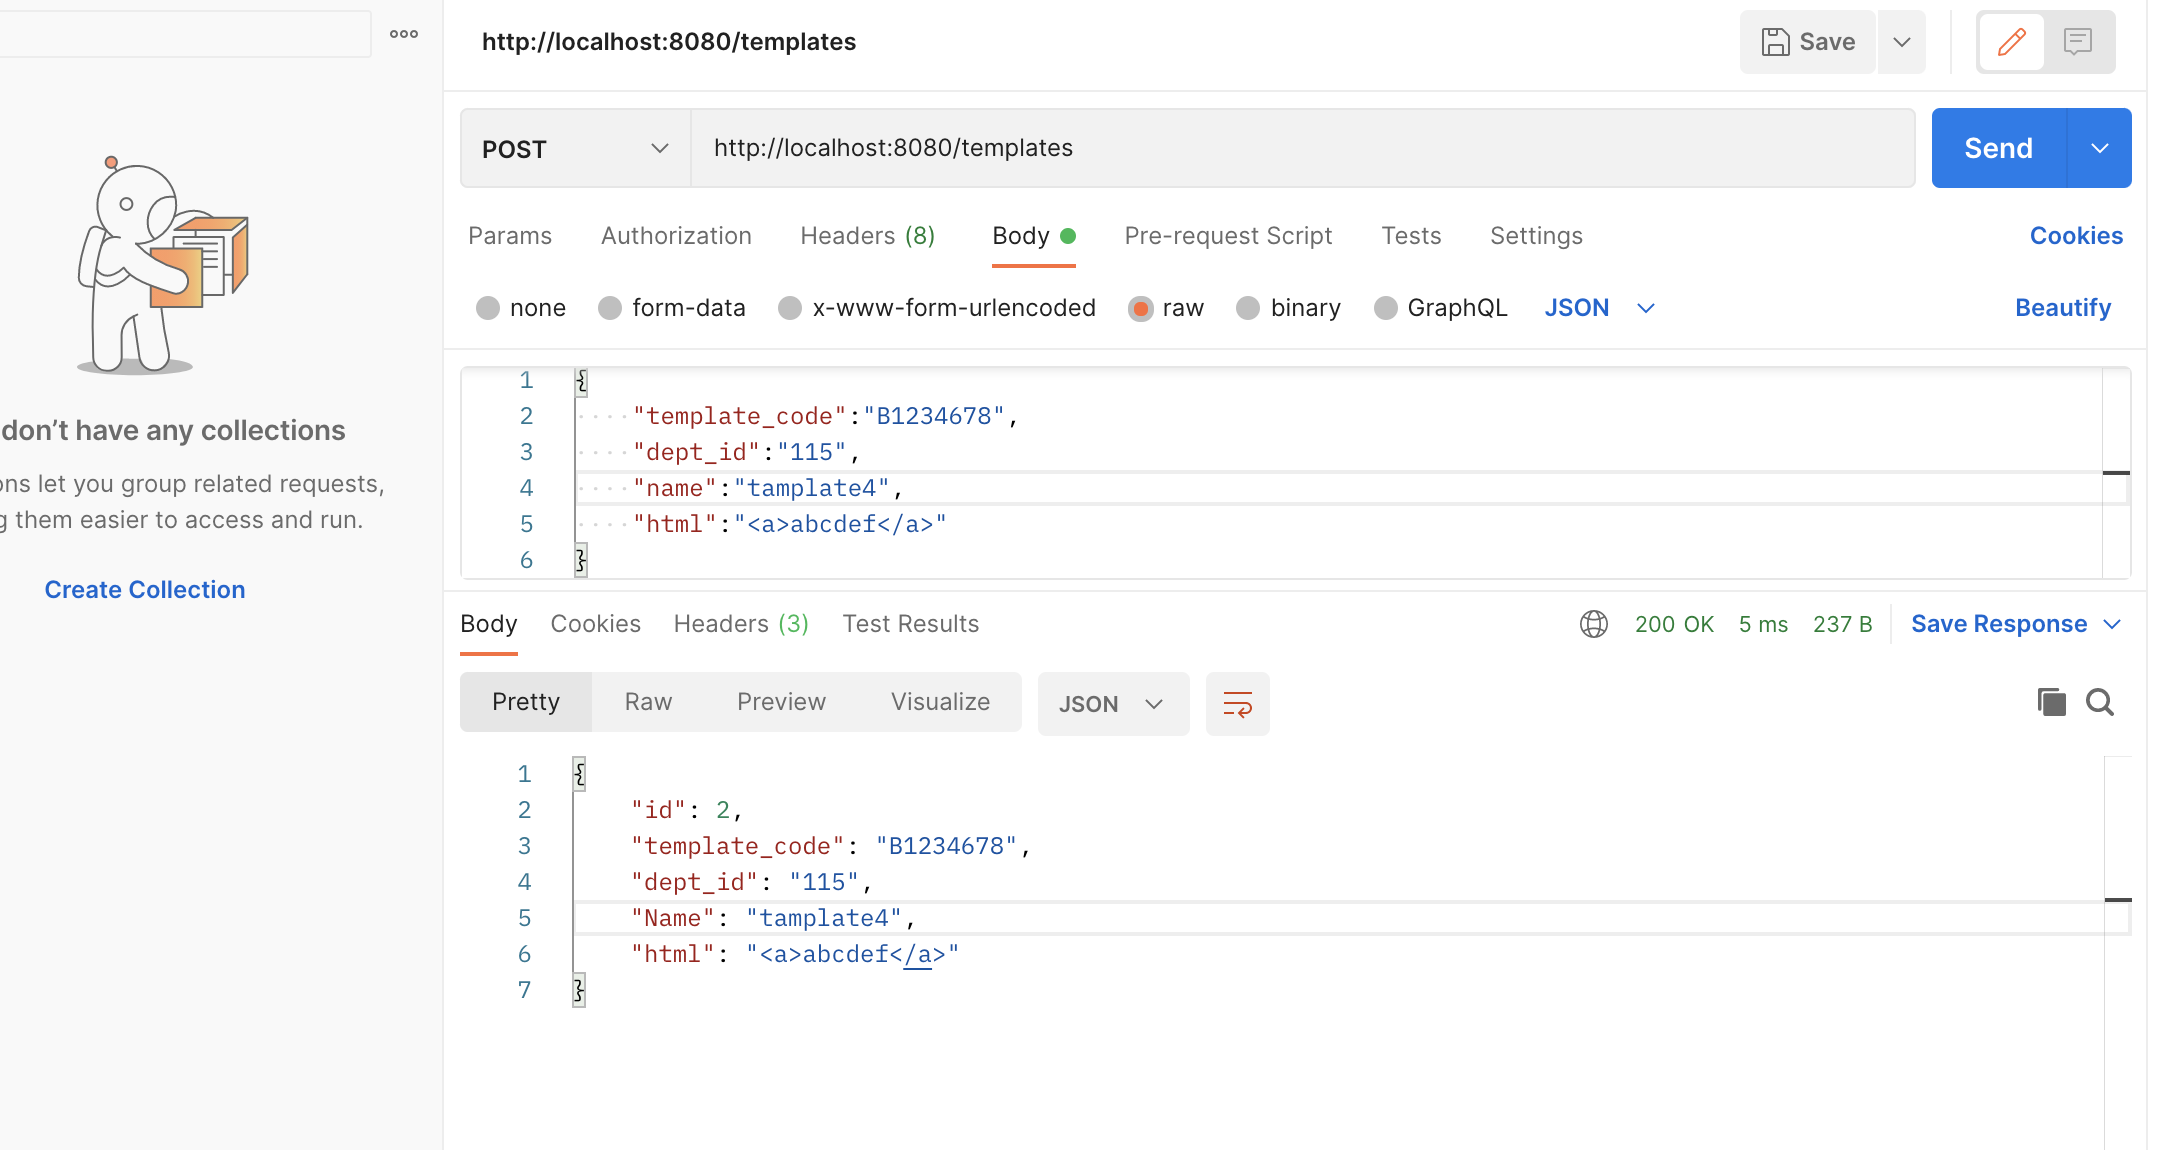 don’t have any collections
ons let you group related requests,
g them easier to access and run.
Create Collection
http://localhost:8080/templates
Save
POST
http://localhost:8080/templates
Send
Params Authorization Headers (8) Body Pre-request Script Tests Settings Cookies
none form-data x-www-form-urlencoded raw binary GraphQL JSON Beautify
1 {
2 "template_code":"B1234678",
3 "dept_id":"115",
4 "name":"tamplate4",
5 "html":"<a>abcdef</a>"
6 }
Body Cookies Headers (3) Test Results 200 OK 5 ms 237 B Save Response
Pretty Raw Preview Visualize JSON
1 {
2 "id": 2,
3 "template_code": "B1234678",
4 "dept_id": "115",
5 "Name": "tamplate4",
6 "html": "<a>abcdef</a>"
7 }